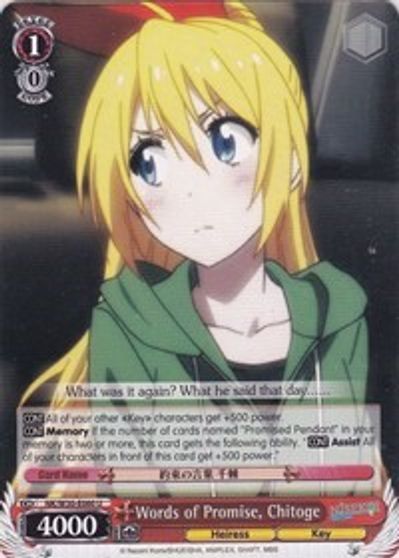 1
0
What was it again? What he said that day......
CONT All of your other «Key» characters get +500 power.
CONT Memory If the number of cards named "Promised Pendant" in your
memory is two or more, this card gets the following ability. "CONT Assist All
of your characters in front of this card get +500 power."
Card Name 約束の言葉 千棘
4000
Words of Promise, Chitoge
Heiress Key